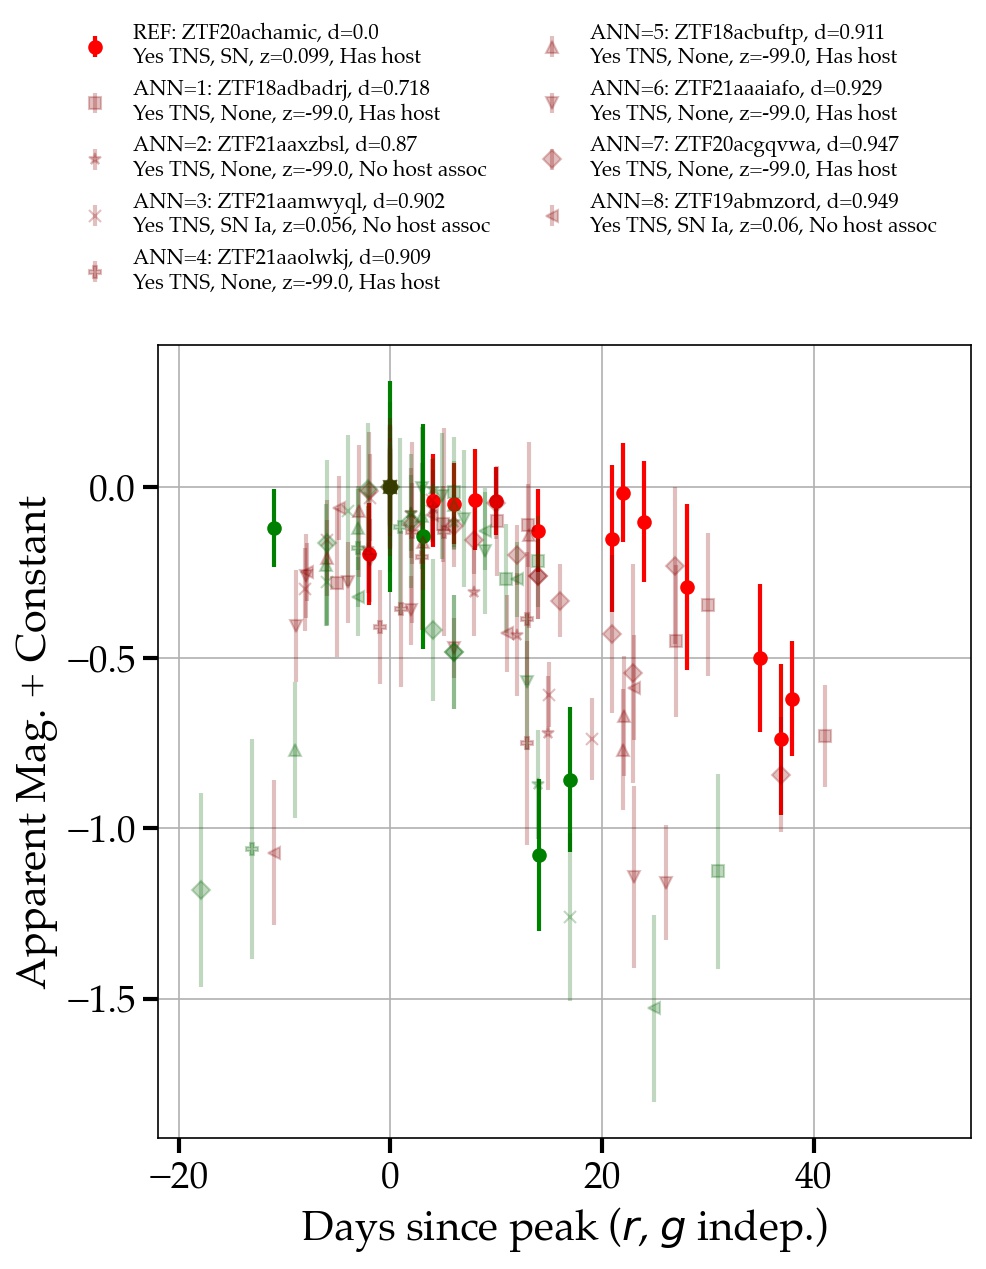 REF: ZTF20achamic, d=0.0
Yes TNS, SN, z=0.099, Has host
ANN=1: ZTF18adbadrj, d=0.718
Yes TNS, None, z=-99.0, Has host
ANN=2: ZTF21aaxzbsl, d=0.87
Yes TNS, None, z=-99.0, No host assoc
ANN=3: ZTF21aamwyql, d=0.902
Yes TNS, SN Ia, z=0.056, No host assoc
ANN=4: ZTF21aaolwkj, d=0.909
Yes TNS, None, z=-99.0, Has host
ANN=5: ZTF18acbuftp, d=0.911
Yes TNS, None, z=-99.0, Has host
ANN=6: ZTF21aaaiafo, d=0.929
Yes TNS, None, z=-99.0, Has host
ANN=7: ZTF20acgqvwa, d=0.947
Yes TNS, None, z=-99.0, Has host
ANN=8: ZTF19abmzord, d=0.949
Yes TNS, SN Ia, z=0.06, No host assoc
Apparent Mag. + Constant
0.0
−0.5
−1.0
−1.5
−20
0
20
40
Days since peak (r, g indep.)